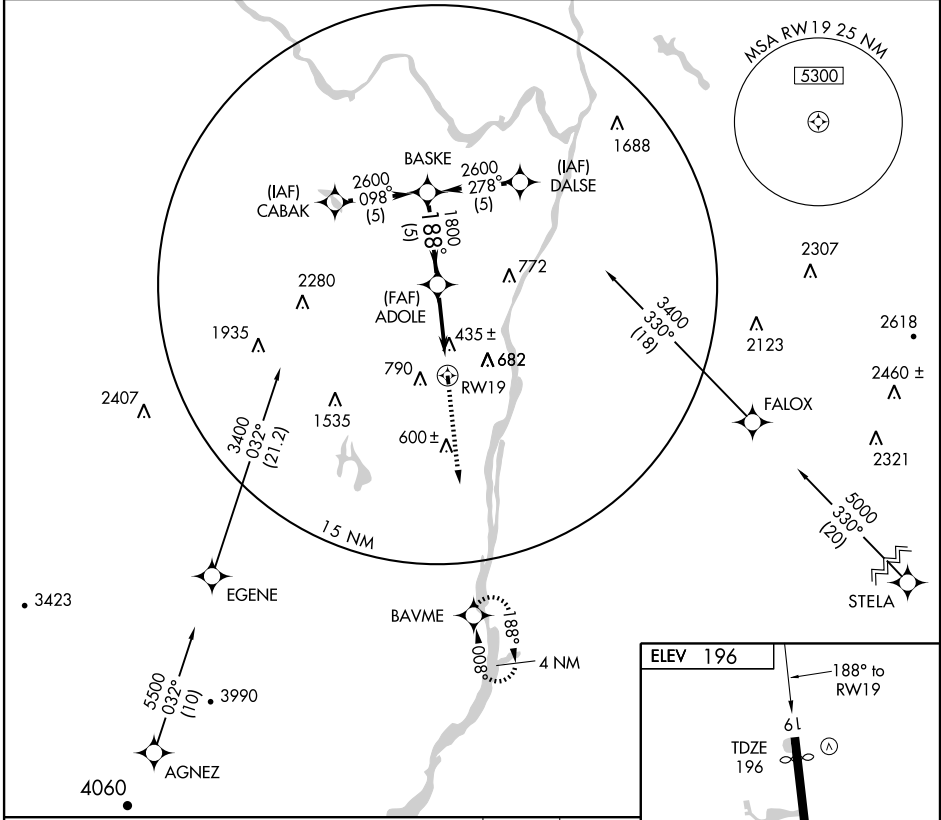 MSA RW19 25 NM
5300
1688
BASKE
(IAF)
DALSE
(IAF)
CABAK
2600
098°
(5)
2600
278°
(5)
1800
188°
(5)
772
(FAF)
ADOLE
2280
1935
2407
1535
435 ±
682
790
RW19
600 ±
3400
330°
(18)
2307
2123
2618
2460 ±
FALOX
2321
5000
330°
(20)
STELA
3400
032°
(21.2)
15 NM
EGENE
3423
BAVME
188°
008°
4 NM
5500
032°
(10)
3990
AGNEZ
4060
ELEV 196
188° to
RW19
19
TDZE
196